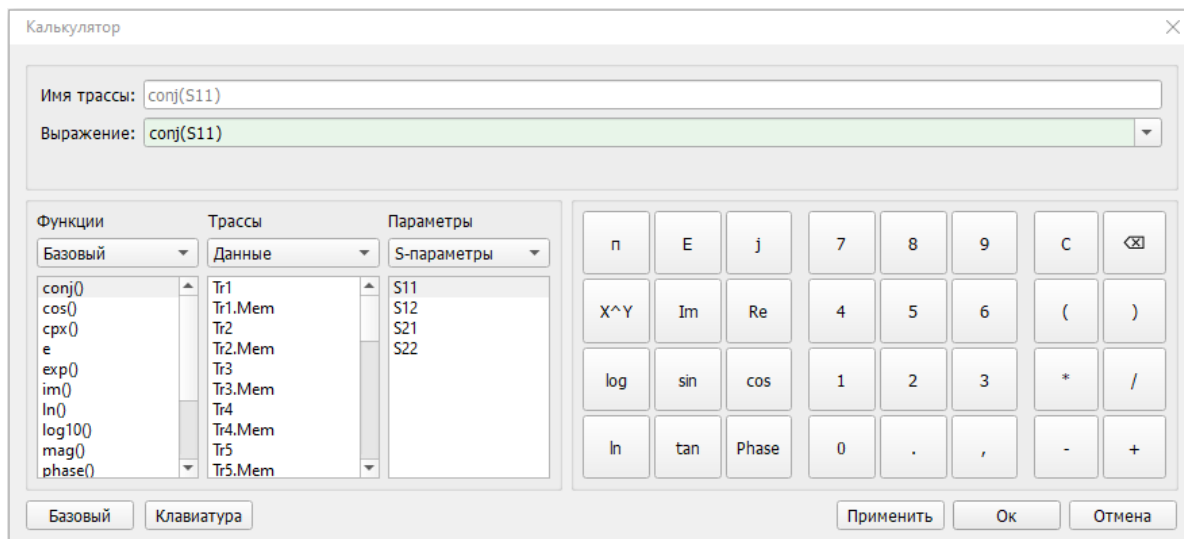 Калькулятор
Имя трассы: conj(S11)
Выражение: conj(S11)
Функции Трассы Параметры
Базовый Данные S-параметры
conj() Tr1 S11
cos() Tr1.Mem S12
cpx() Tr2 S21
e Tr2.Mem S22
exp() Tr3
im() Tr3.Mem
ln() Tr4
log10() Tr4.Mem
mag() Tr5
phase() Tr5.Mem
п E j 7 8 9 C
X^Y Im Re 4 5 6 ( )
log sin cos 1 2 3 * /
ln tan Phase 0 . , - +
Базовый Клавиатура Применить Ок Отмена